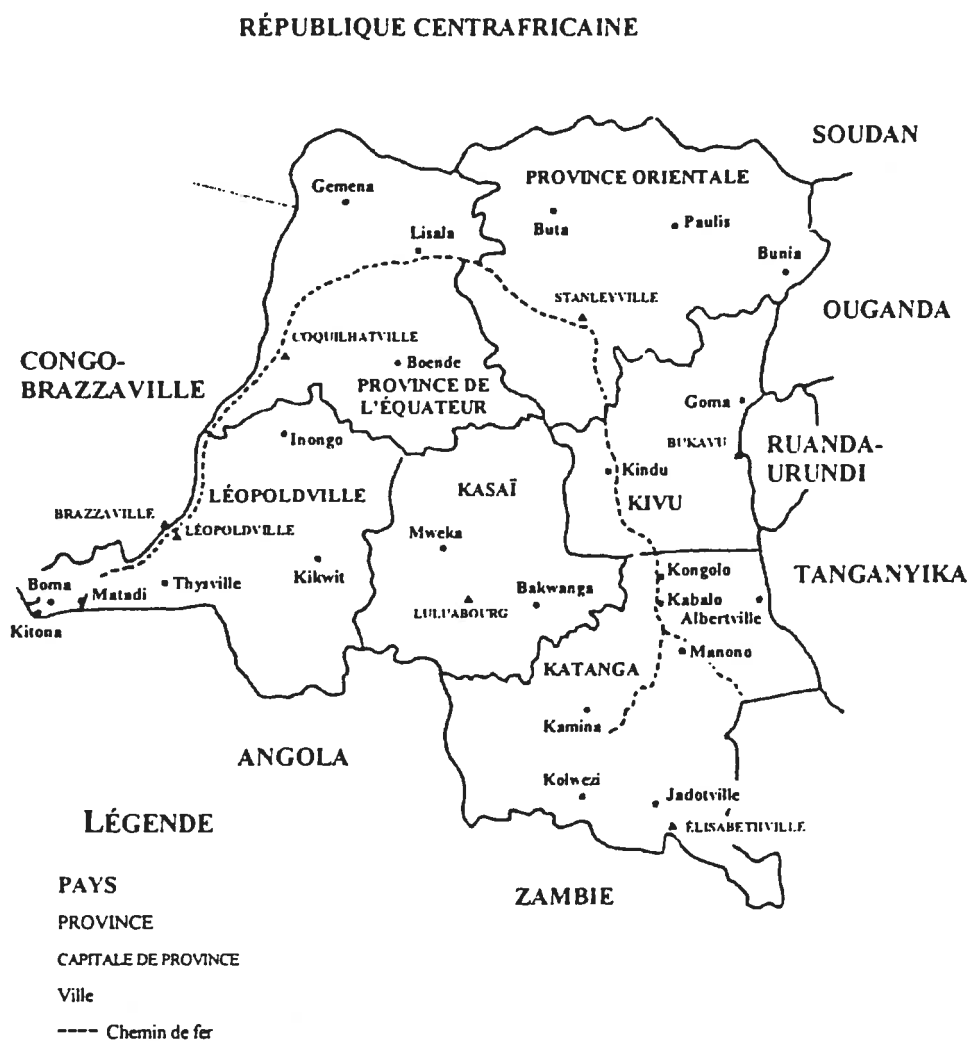 RÉPUBLIQUE CENTRAFRICAINE
SOUDAN
PROVINCE ORIENTALE
Gemena
Buta
Paulis
Lisala
Bunia
STANLEYVILLE
OUGANDA
COQUILHATVILLE
CONGO-
BRAZZAVILLE
Boende
PROVINCE DE
L'ÉQUATEUR
Goma
Inongo
BUKAVU
RUANDA-
URUNDI
Kindu
KASAÏ
LÉOPOLDVILLE
KIVU
BRAZZAVILLE
LÉOPOLDVILLE
Mweka
Kikwit
Kongolo
TANGANYIKA
Boma
Matadi
Thysville
Bakwanga
Kabalo
LULUABOURG
Albertville
Kitona
Manono
KATANGA
Kamina
ANGOLA
Kolwezi
Jadotville
ÉLISABETHVILLE
LÉGENDE
PAYS
ZAMBIE
PROVINCE
CAPITALE DE PROVINCE
Ville
---- Chemin de fer